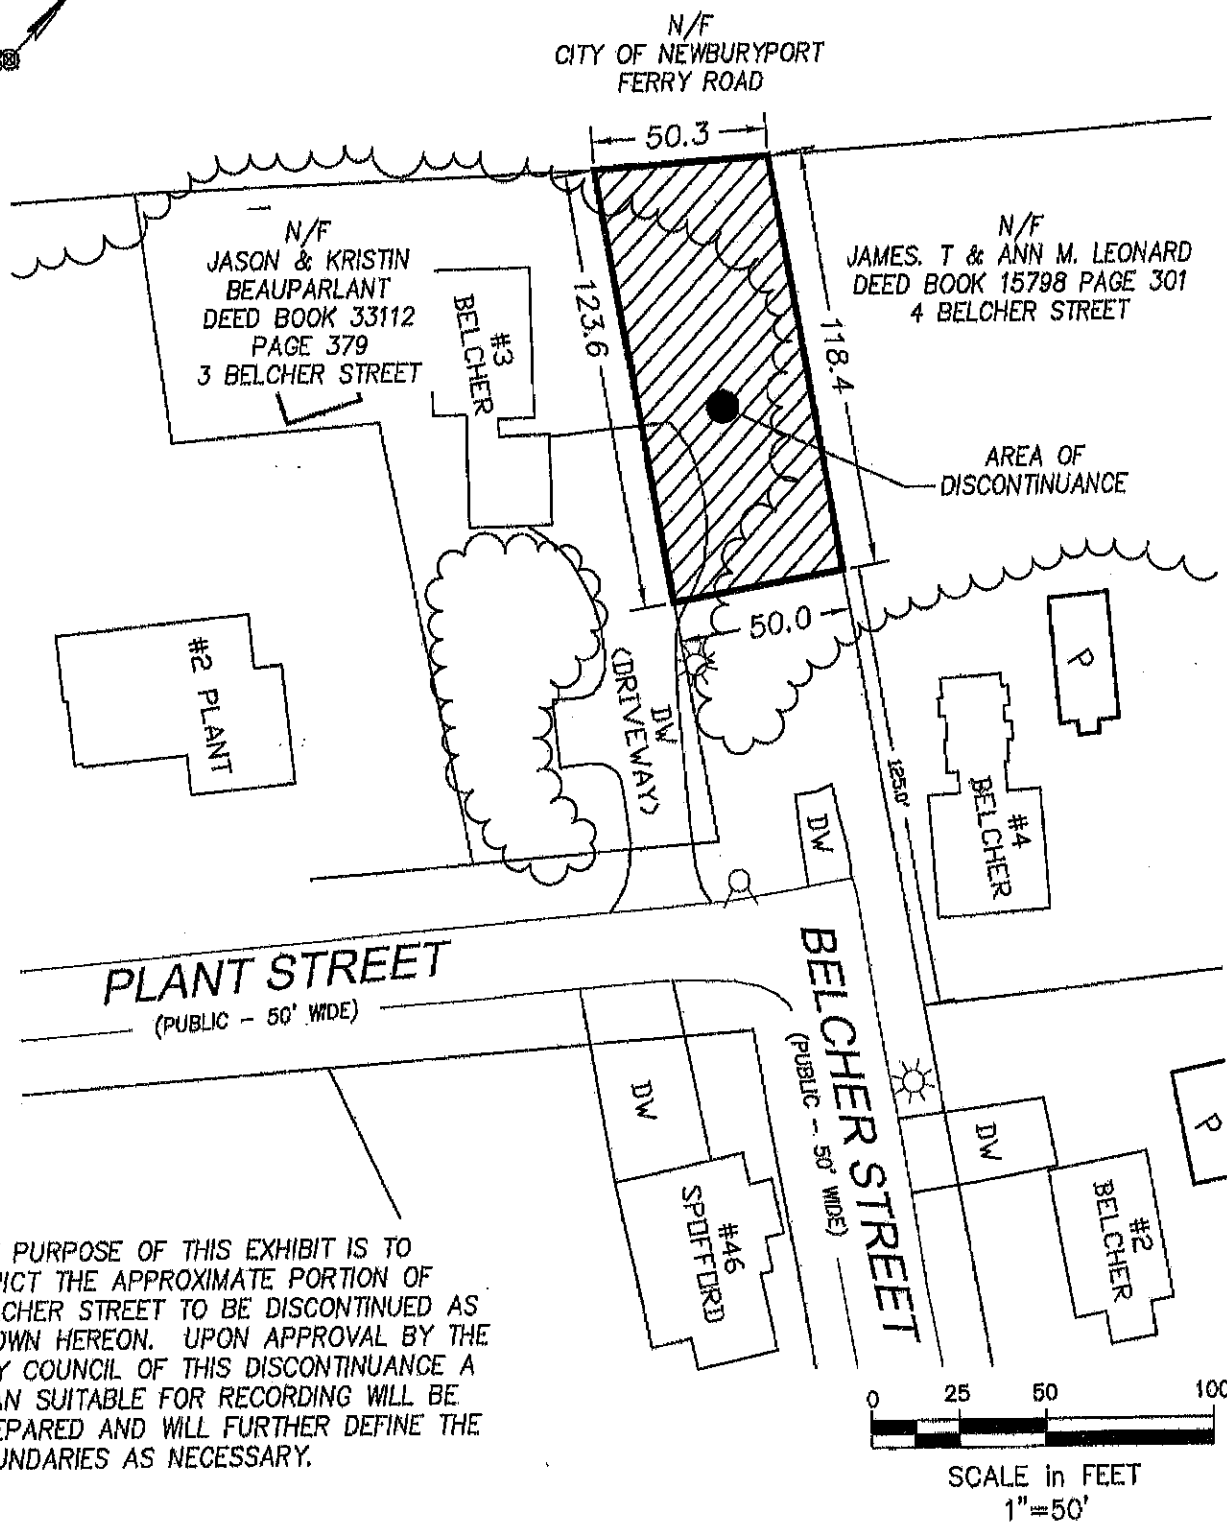 N/F
CITY OF NEWBURYPORT
FERRY ROAD
50.3
N/F
JASON & KRISTIN
BEAUPARLANT
DEED BOOK 33112
PAGE 379
3 BELCHER STREET
#3
BELCHER
123.6
118.4
N/F
JAMES. T & ANN M. LEONARD
DEED BOOK 15798 PAGE 301
4 BELCHER STREET
AREA OF
DISCONTINUANCE
50.0
#2 PLANT
DW
(DRIVEWAY)
P
125.0'
#4
BELCHER
DW
PLANT STREET
(PUBLIC - 50' WIDE)
BELCHER STREET
(PUBLIC - 50' WIDE)
DW
DW
P
#46
SPOFFORD
#2
BELCHER
PURPOSE OF THIS EXHIBIT IS TO
PICT THE APPROXIMATE PORTION OF
CHER STREET TO BE DISCONTINUED AS
OWN HEREON. UPON APPROVAL BY THE
Y COUNCIL OF THIS DISCONTINUANCE A
AN SUITABLE FOR RECORDING WILL BE
EPARED AND WILL FURTHER DEFINE THE
UNDARIES AS NECESSARY.
0 25 50 100
SCALE in FEET
1"=50'